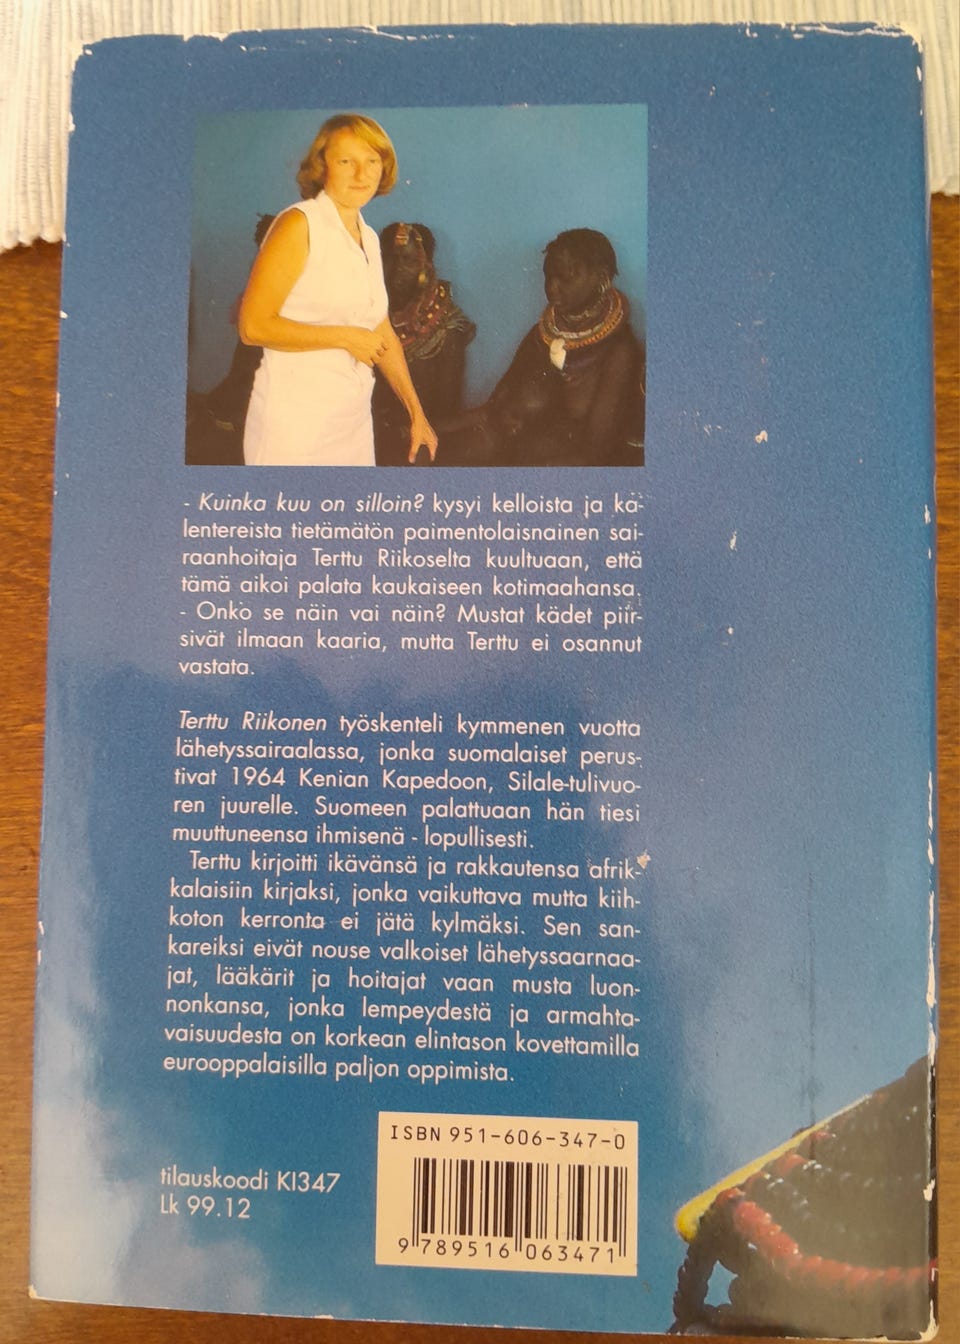 - Kuinka kuu on silloin? kysyi kelloista ja ka-
lentereista tietämätön paimentolaisnainen sai-
raanhoitaja Terttu Riikoselta kuultuaan, että
tämä aikoi palata kaukaiseen kotimaahansa.
- Onko se näin vai näin? Mustat kädet piir-
sivät ilmaan kaaria, mutta Terttu ei osannut
vastata.
Terttu Riikonen työskenteli kymmenen vuotta
lähetyssairaalassa, jonka suomalaiset perus-
tivat 1964 Kenian Kapedoon, Silale-tulivuo-
ren juurelle. Suomeen palattuaan hän tiesi
muuttuneensa ihmisenä - lopullisesti.
Terttu kirjoitti ikävänsä ja rakkautensa afrik-
kalaisiin kirjaksi, jonka vaikuttava mutta kiih-
koton kerronta ei jätä kylmäksi. Sen san-
kareiksi eivät nouse valkoiset lähetyssaarnaa-
jat, lääkärit ja hoitajat vaan musta luon-
nonkansa, jonka lempeydestä ja armahta-
vaisuudesta on korkean elintason kovettamilla
eurooppalaisilla paljon oppimista.
ISBN 951-606-347-0
tilauskoodi KI347
Lk 99.12
9 789516 063471